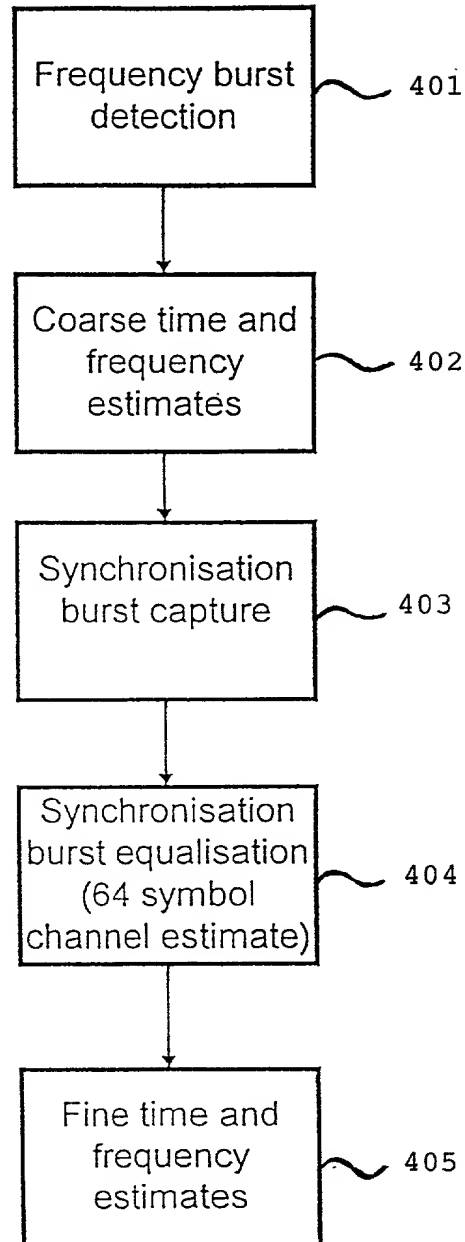 Frequency burst
detection
401
Coarse time and
frequency
estimates
402
Synchronisation
burst capture
403
Synchronisation
burst equalisation
(64 symbol
channel estimate)
404
Fine time and
frequency
estimates
405